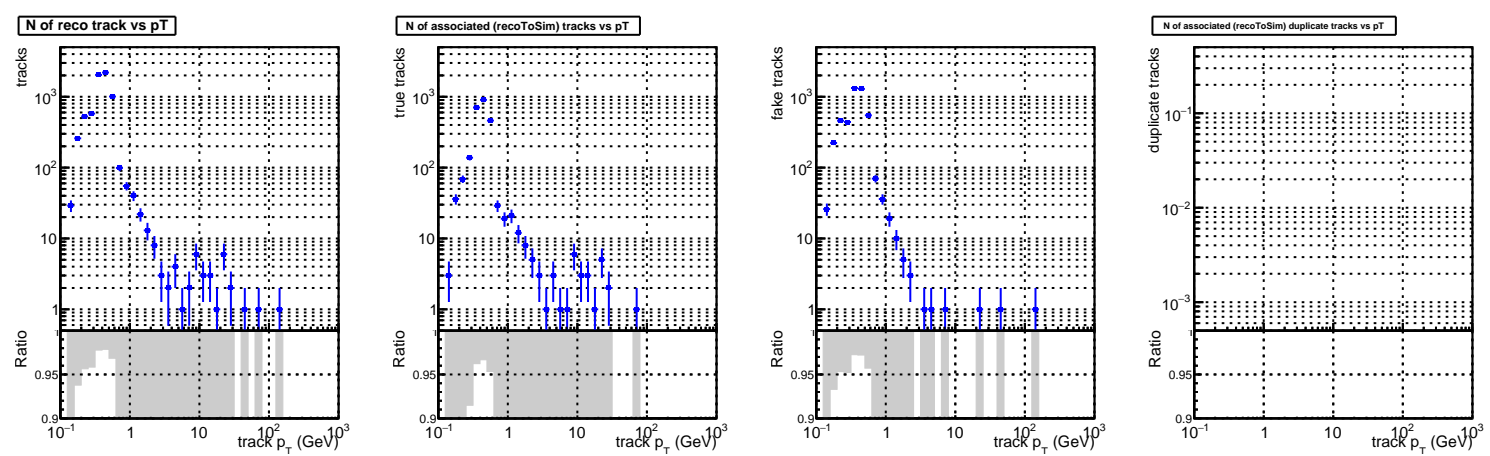 N of reco track vs pT
tracks
10³
10²
10
1
Ratio
1
0.95
0.9
10⁻¹ 1 10 10² 10³
track p_T (GeV)
N of associated (recoToSim) tracks vs pT
true tracks
10³
10²
10
1
Ratio
1
0.95
0.9
10⁻¹ 1 10 10² 10³
track p_T (GeV)
fake tracks
10³
10²
10
1
Ratio
1
0.95
0.9
10⁻¹ 1 10 10² 10³
track p_T (GeV)
N of associated (recoToSim) duplicate tracks vs pT
duplicate tracks
10⁻¹
10⁻²
10⁻³
Ratio
1
0.95
0.9
10⁻¹ 1 10 10² 10³
track p_T (GeV)